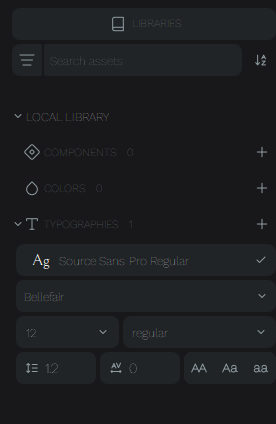 LIBRARIES
Search assets
LOCAL LIBRARY
COMPONENTS 0
COLORS 0
TYPOGRAPHIES 1
Ag Source Sans Pro Regular
Bellefair
12 regular
1.2 0 AA Aa aa